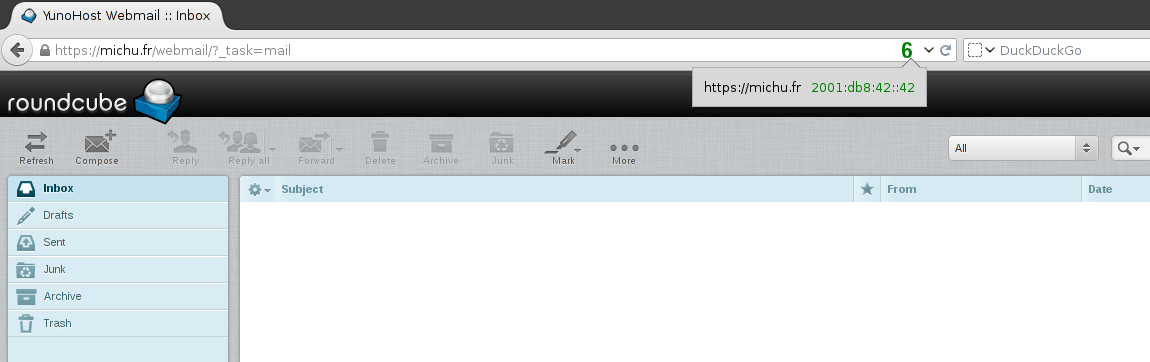 YunoHost Webmail :: Inbox
https://michu.fr/webmail/?_task=mail
6
DuckDuckGo
https://michu.fr 2001:db8:42::42
roundcube
Refresh Compose Reply Reply all Forward Delete Archive Junk Mark More
All
Inbox
Subject From Date
Drafts
Sent
Junk
Archive
Trash